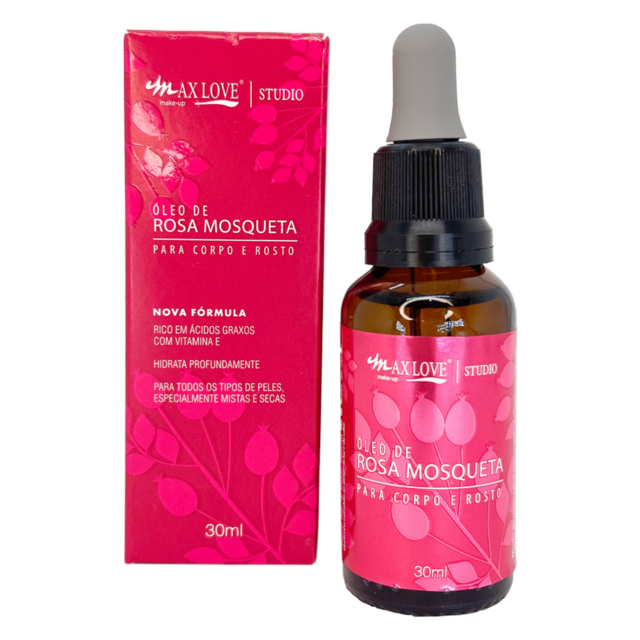 MAX LOVE® | STUDIO
make-up
ÓLEO DE
ROSA MOSQUETA
PARA CORPO E ROSTO
NOVA FÓRMULA
RICO EM ÁCIDOS GRAXOS
COM VITAMINA E
HIDRATA PROFUNDAMENTE
PARA TODOS OS TIPOS DE PELES,
ESPECIALMENTE MISTAS E SECAS
30ml
MAX LOVE® | STUDIO
make-up
ÓLEO DE
ROSA MOSQUETA
PARA CORPO E ROSTO
30ml